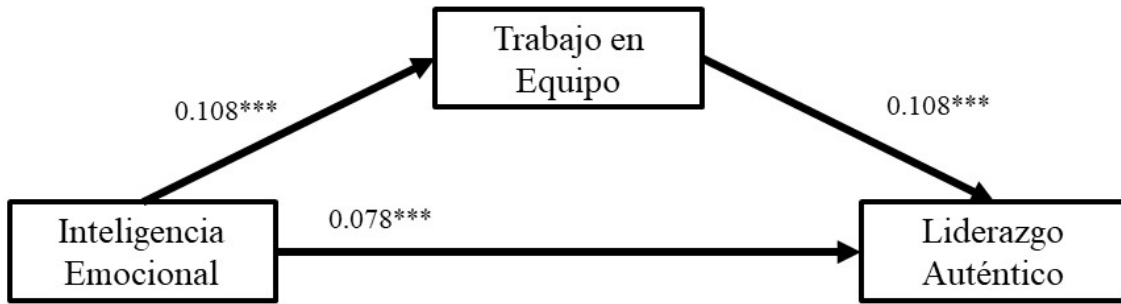 Trabajo en
Equipo
0.108***
0.108***
Inteligencia
Emocional
0.078***
Liderazgo
Auténtico